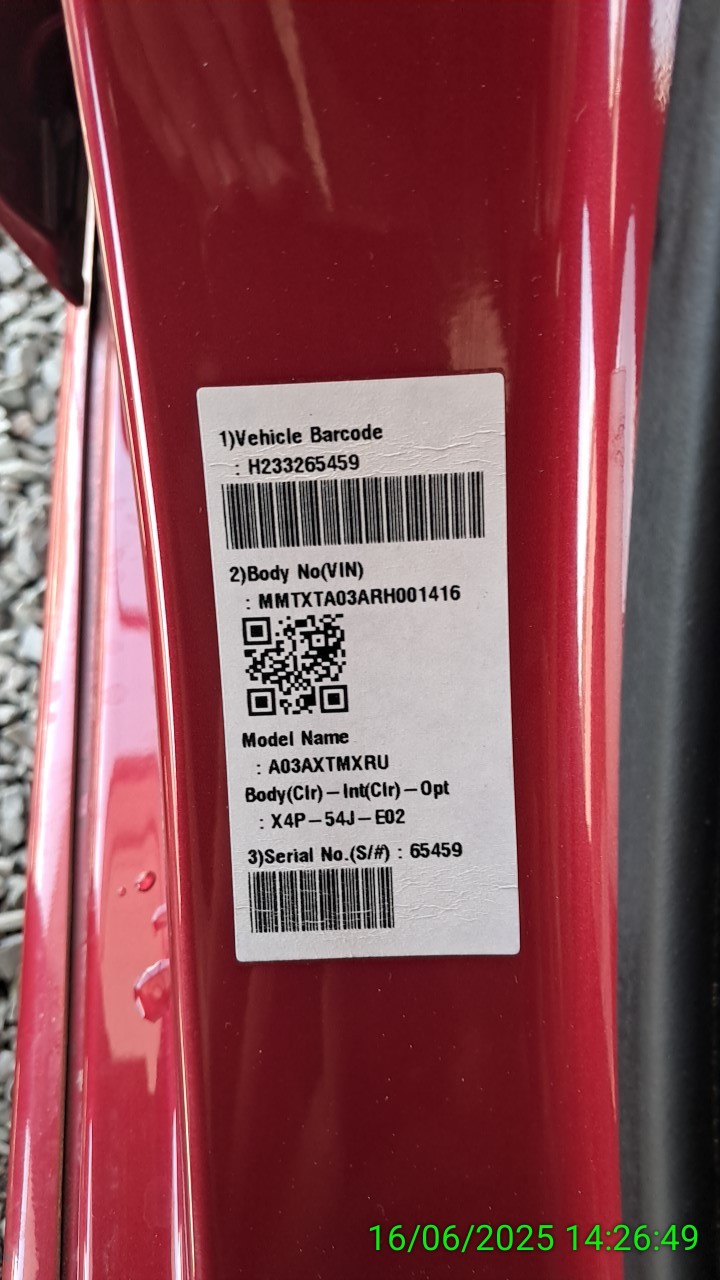 1)Vehicle Barcode
: H233265459
2)Body No(VIN)
: MMTXTA03ARH001416
Model Name
: A03AXTMXRU
Body(Clr)-Int(Clr)-Opt
: X4P-54J-E02
3)Serial No.(S/#) : 65459
16/06/2025 14:26:49